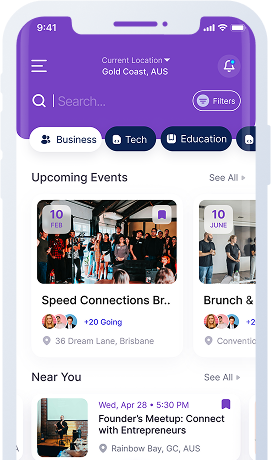 9:41
Current Location
Gold Coast, AUS
Search...
Filters
Business
Tech
Education
Upcoming Events
See All »
10
FEB
10
JUNE
Speed Connections Br..
Brunch &
+20 Going
36 Dream Lane, Brisbane
Near You
See All »
Wed, Apr 28 • 5:30 PM
Founder's Meetup: Connect
with Entrepreneurs
Rainbow Bay, GC, AUS